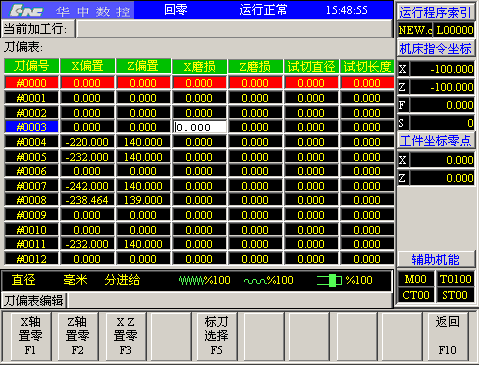 华中数控 回零 运行正常 15:48:55 运行程序索引
当前加工行: NEW.c L00000
刀偏表: 机床指令坐标
刀偏号 X偏置 Z偏置 X磨损 Z磨损 试切直径 试切长度
#0000 0.000 0.000 0.000 0.000 0.000 0.000
#0001 0.000 0.000 0.000 0.000 0.000 0.000
#0002 0.000 0.000 0.000 0.000 0.000 0.000
#0003 0.000 0.000 0.000 0.000 0.000 0.000
#0004 -220.000 140.000 0.000 0.000 0.000 0.000
#0005 -232.000 140.000 0.000 0.000 0.000 0.000
#0006 0.000 0.000 0.000 0.000 0.000 0.000
#0007 -242.000 140.000 0.000 0.000 0.000 0.000
#0008 -238.464 139.000 0.000 0.000 0.000 0.000
#0009 0.000 0.000 0.000 0.000 0.000 0.000
#0010 0.000 0.000 0.000 0.000 0.000 0.000
#0011 -232.000 140.000 0.000 0.000 0.000 0.000
#0012 0.000 0.000 0.000 0.000 0.000 0.000
X -100.000
Z -100.000
F 0.000
S 0
工件坐标零点
X 0.000
Z 0.000
辅助机能
M00 T0100
CT00 ST00
直径 毫米 分进给 %100 %100 %100
刀偏表编辑
X轴置零 F1
Z轴置零 F2
X Z置零 F3
标刀选择 F5
返回 F10